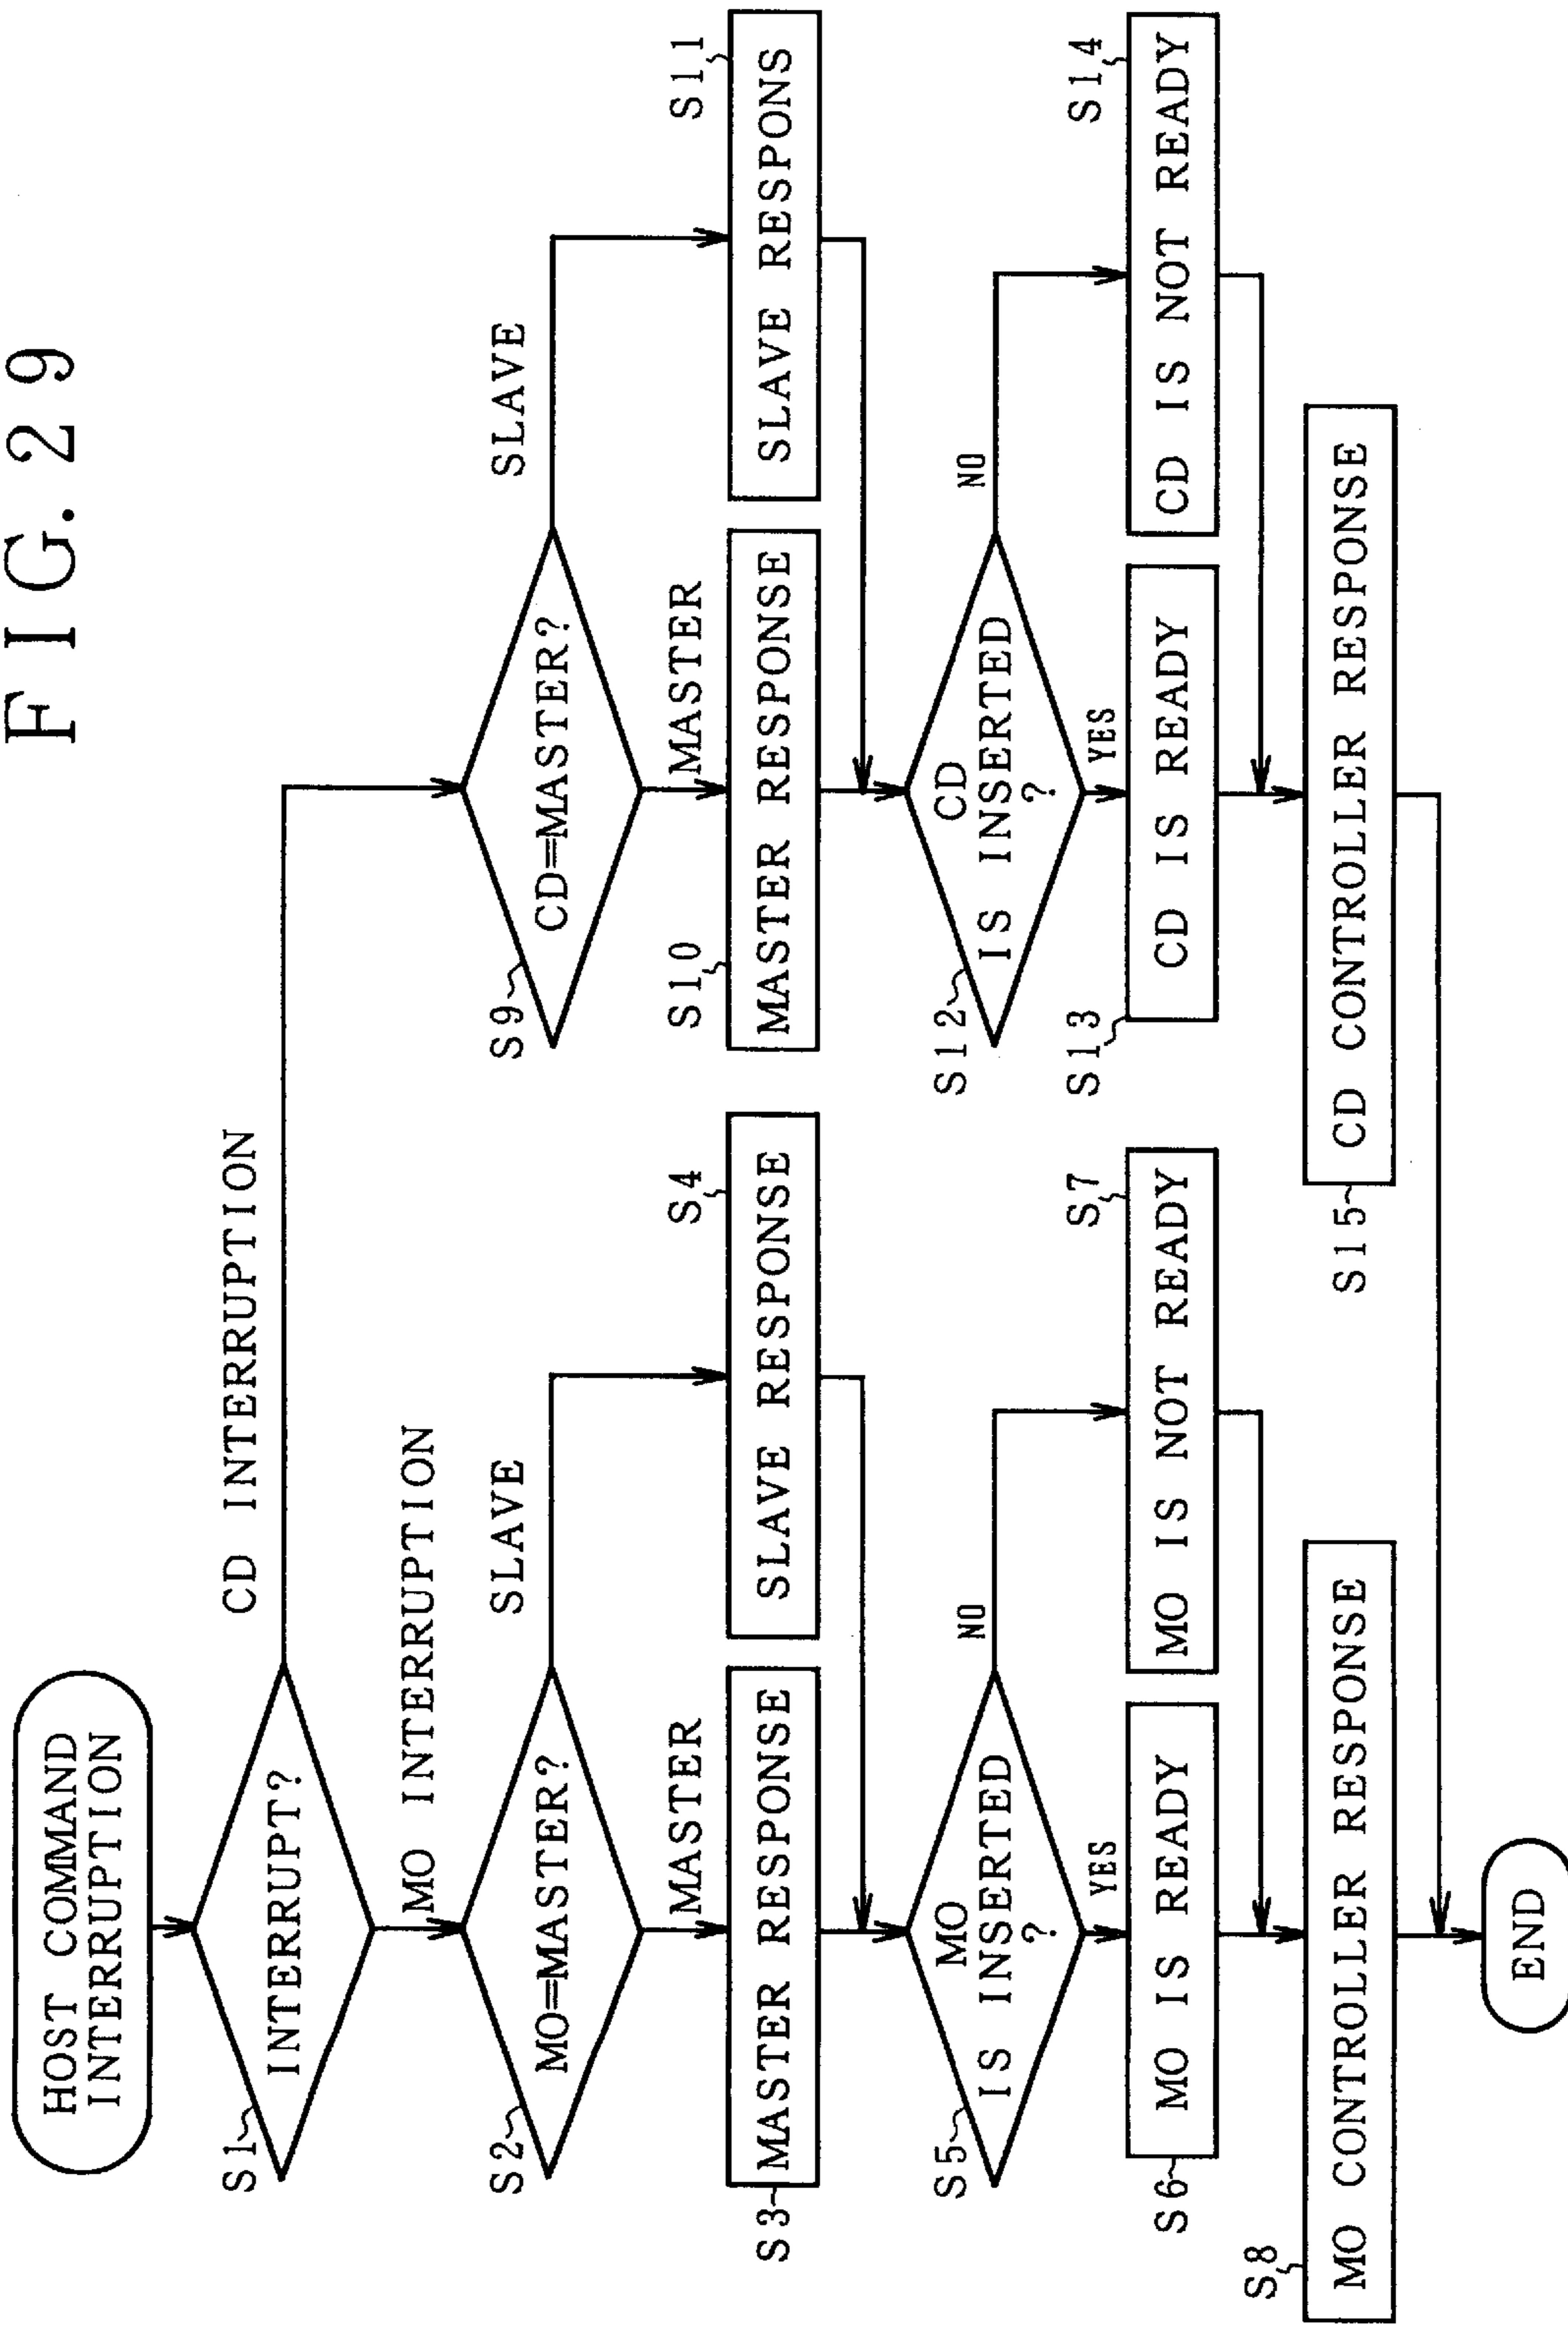 FIG. 29
HOST COMMAND
INTERRUPTION
S1
INTERRUPT?
CD INTERRUPTION
MO INTERRUPTION
S2
MO=MASTER?
SLAVE
MASTER
S3
MASTER RESPONSE
S4
SLAVE RESPONSE
S5
MO
IS INSERTED
?
NO
YES
S6
MO IS READY
S7
MO IS NOT READY
S8
MO CONTROLLER RESPONSE
S9
CD=MASTER?
SLAVE
MASTER
S10
MASTER RESPONSE
S11
SLAVE RESPONS
S12
CD
IS INSERTED
?
NO
YES
S13
CD IS READY
S14
CD IS NOT READY
S15
CD CONTROLLER RESPONSE
END